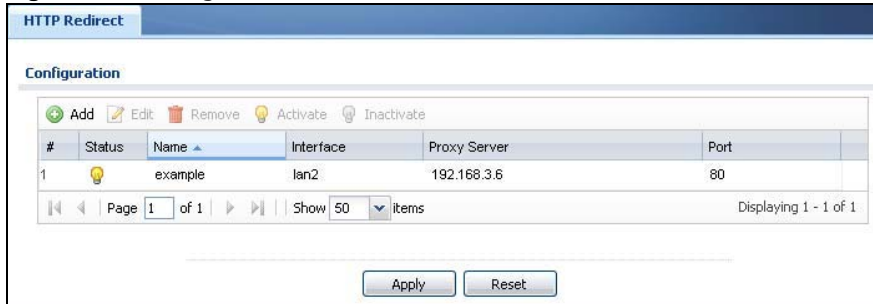 HTTP Redirect
Configuration
Add Edit Remove Activate Inactivate
# Status Name Interface Proxy Server Port
1 example lan2 192.168.3.6 80
Page 1 of 1 Show 50 items Displaying 1 - 1 of 1
Apply Reset